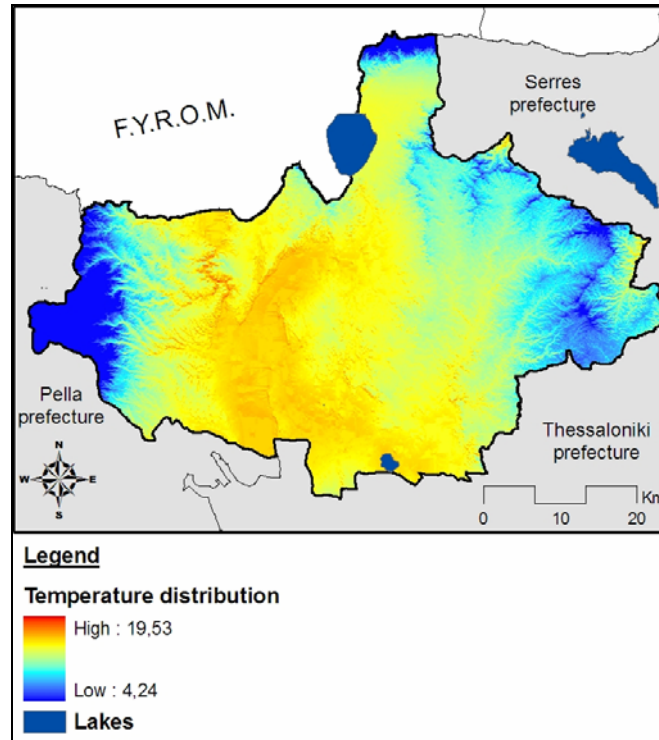 F.Y.R.O.M.
Serres
prefecture
Pella
prefecture
N
W E
S
Thessaloniki
prefecture
Km
0 10 20
Legend
Temperature distribution
High : 19,53
Low : 4,24
Lakes